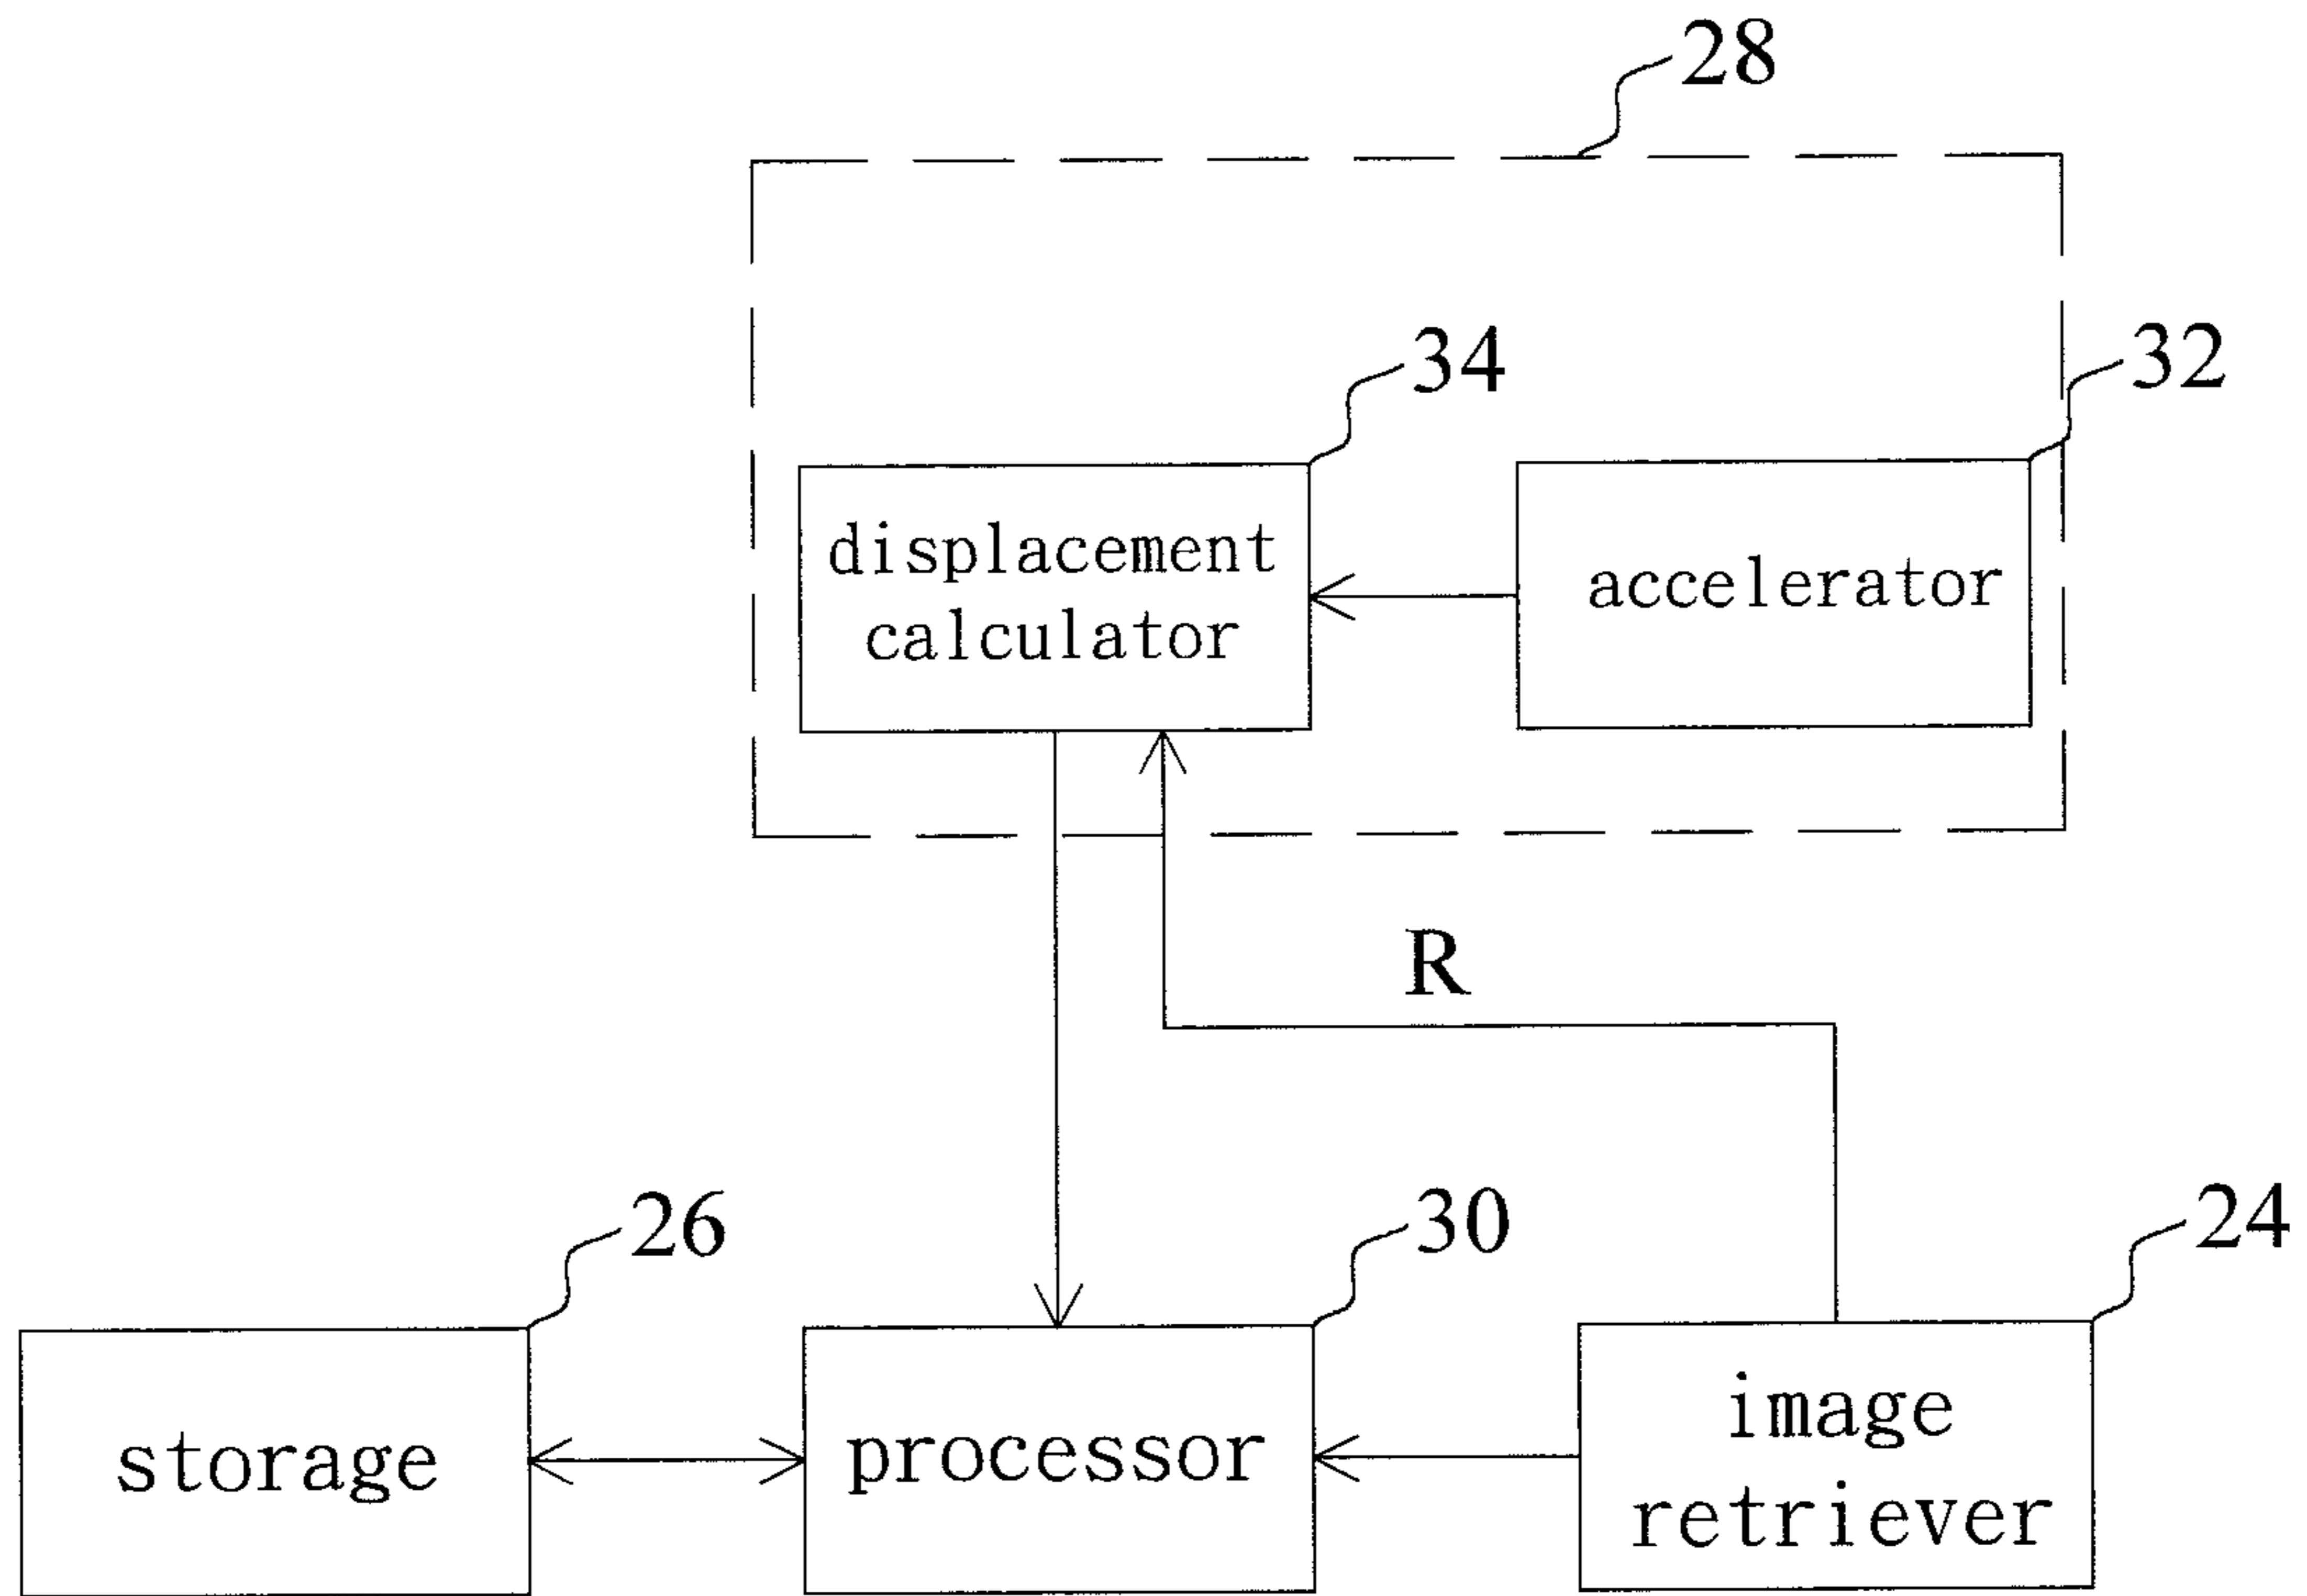 28
34
32
displacement
calculator
accelerator
R
26
30
24
storage
processor
image
retriever